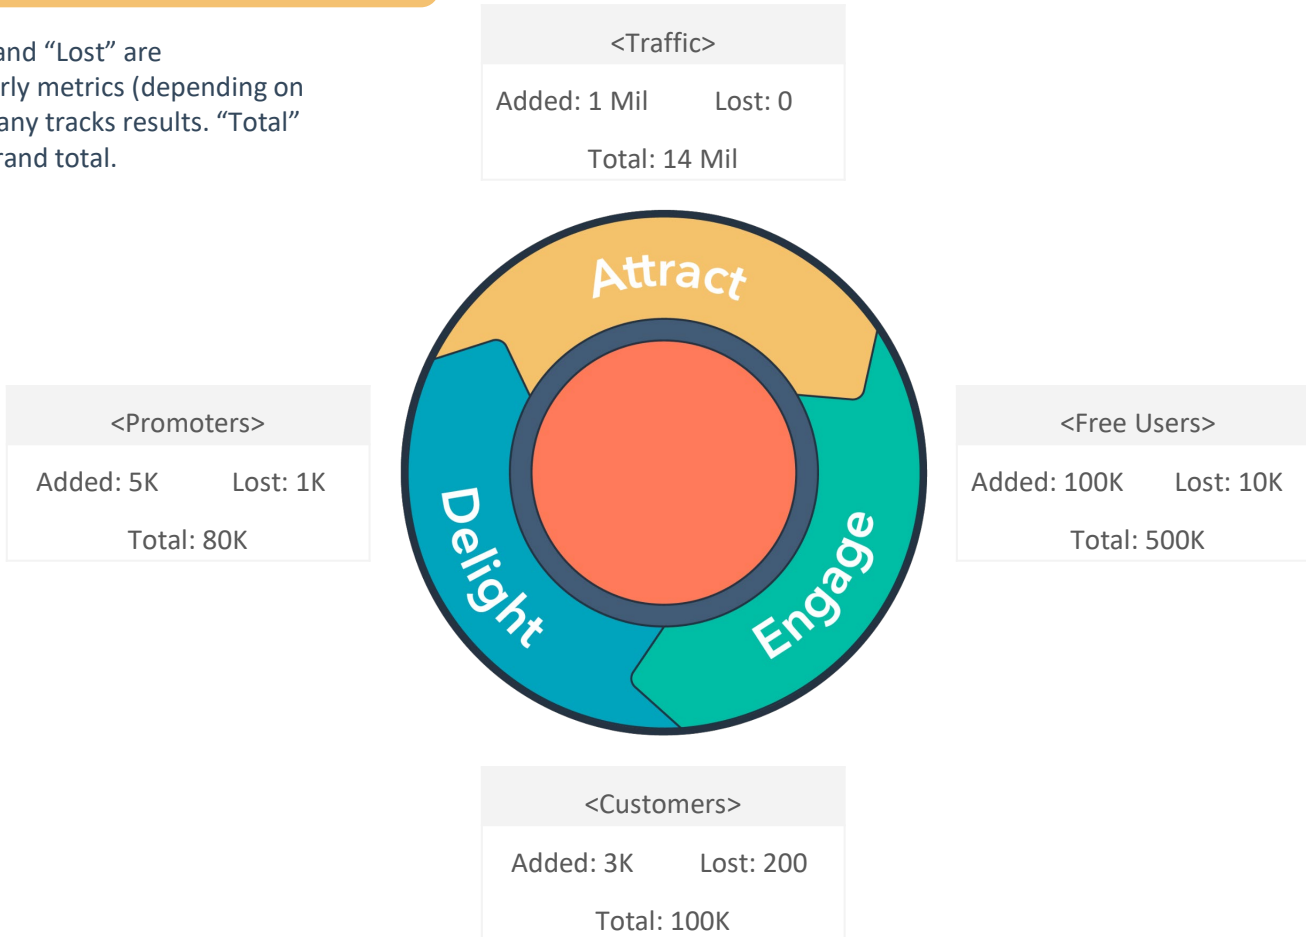 and “Lost” are
rly metrics (depending on
any tracks results. “Total”
rand total.
<Traffic>
Added: 1 Mil Lost: 0
Total: 14 Mil
Attract
<Promoters>
Added: 5K Lost: 1K
Total: 80K
Delight
Engage
<Free Users>
Added: 100K Lost: 10K
Total: 500K
<Customers>
Added: 3K Lost: 200
Total: 100K